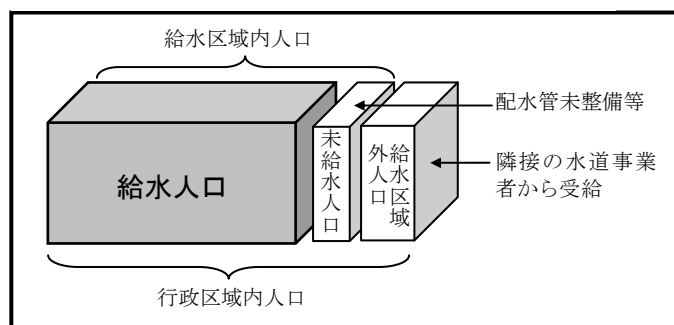 給水区域内人口
配水管未整備等
未給水人口
給水区域
外人口
給水人口
隣接の水道事業
者から受給
行政区域内人口